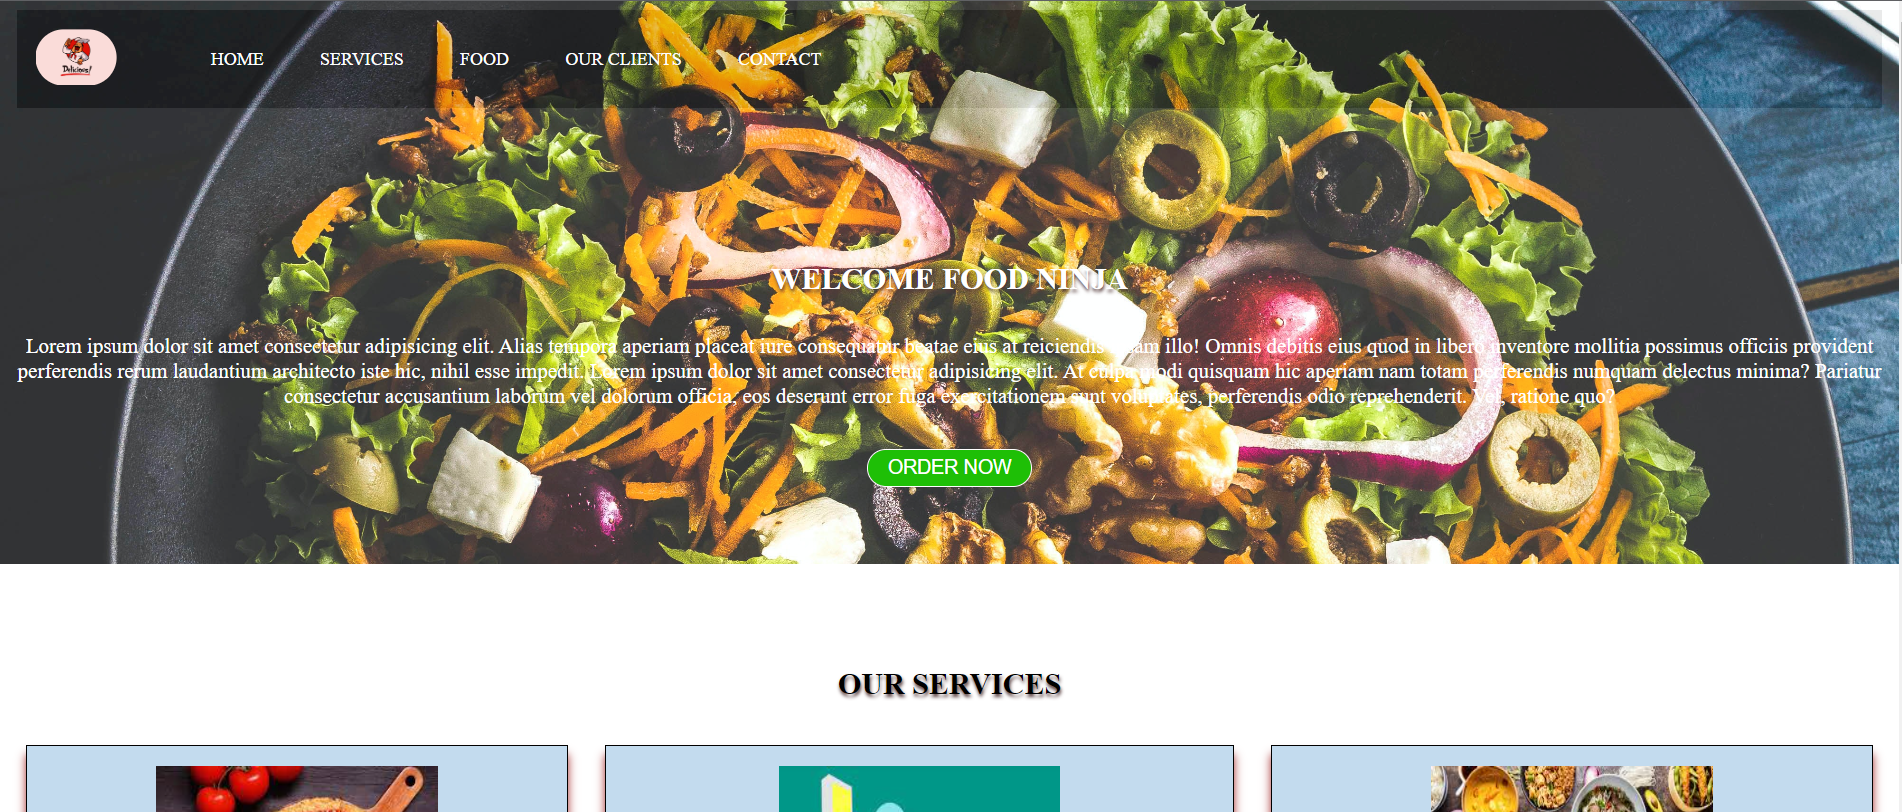 Delicious!
HOME SERVICES FOOD OUR CLIENTS CONTACT
WELCOME FOOD NINJA
Lorem ipsum dolor sit amet consectetur adipisicing elit. Alias tempora aperiam placeat iure consequatur beatae eius at reiciendis illo! Omnis debitis eius quod in libero inventore mollitia possimus officiis provident
perferendis rerum laudantium architecto iste hic, nihil esse impedit. Lorem ipsum dolor sit amet consectetur adipisicing elit. At culpa modi quisquam hic aperiam nam totam perferendis numquam delectus minima? Pariatur
consectetur accusantium laborum vel dolorum officia, eos deserunt error fuga exercitationem sunt voluptates, perferendis odio reprehenderit. Vel, ratione quo?
ORDER NOW
OUR SERVICES